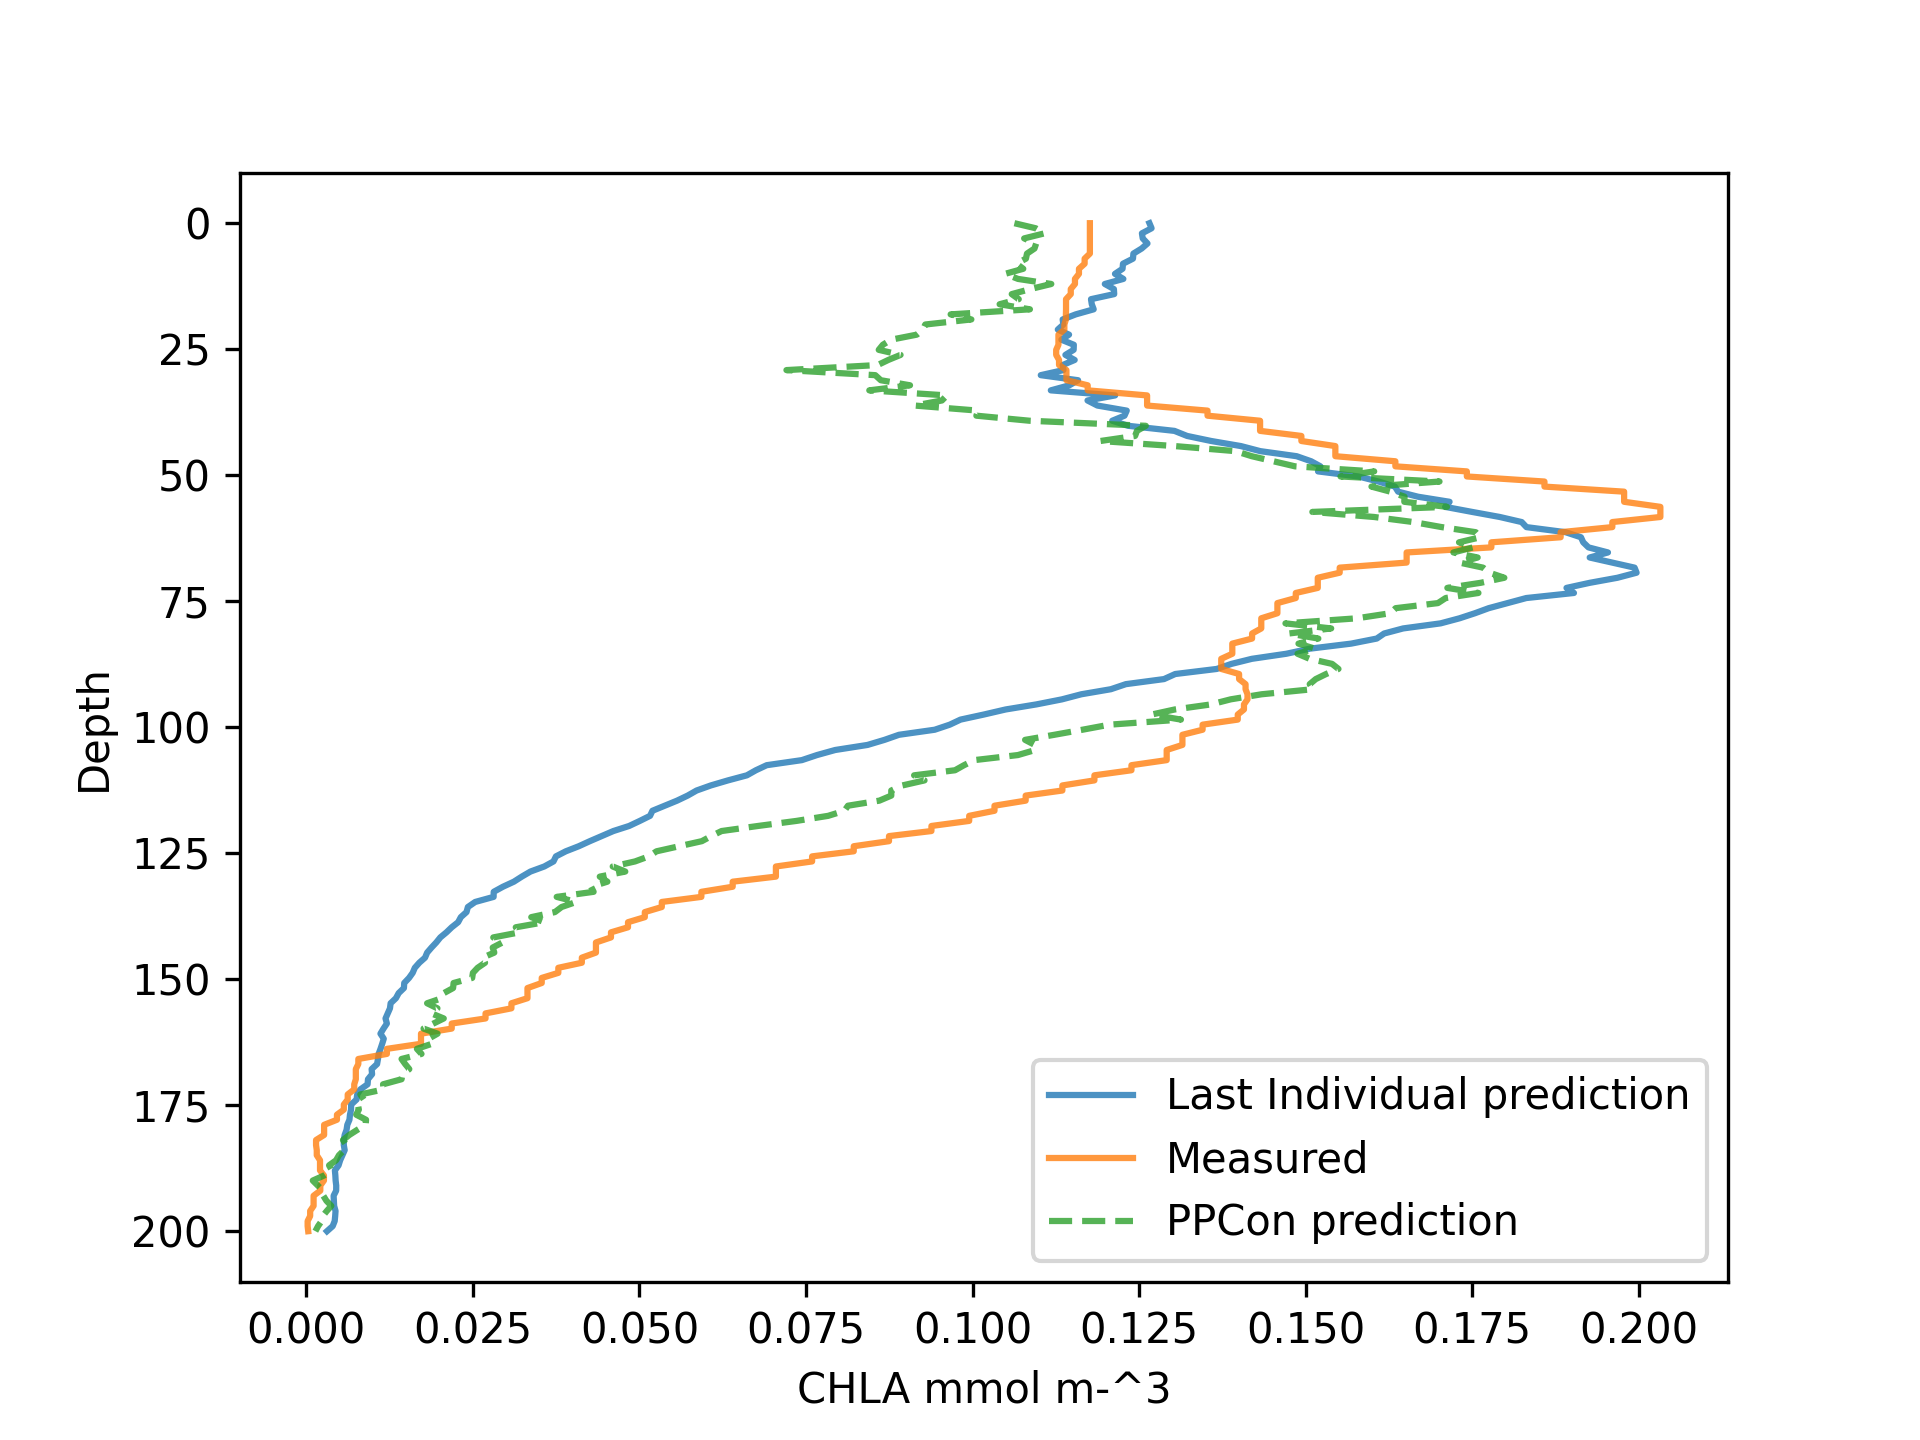 0
25
50
75
100
125
150
175
200
Depth
0.000 0.025 0.050 0.075 0.100 0.125 0.150 0.175 0.200
CHLA mmol m-^3
Last Individual prediction
Measured
PPCon prediction